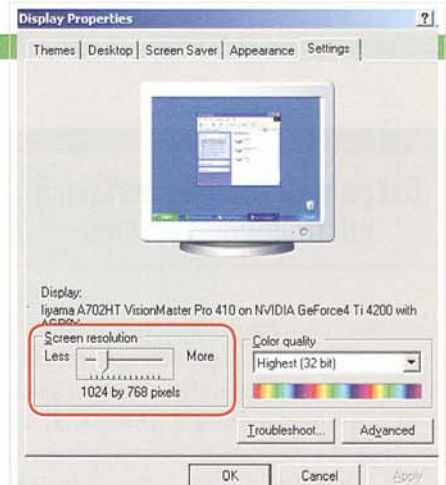 Display Properties ?
Themes Desktop Screen Saver Appearance Settings
Display:
Iiyama A702HT VisionMaster Pro 410 on NVIDIA GeForce4 Ti 4200 with
Screen resolution
Less More
1024 by 768 pixels
Color quality
Highest (32 bit)
Troubleshoot... Advanced
OK Cancel Apply